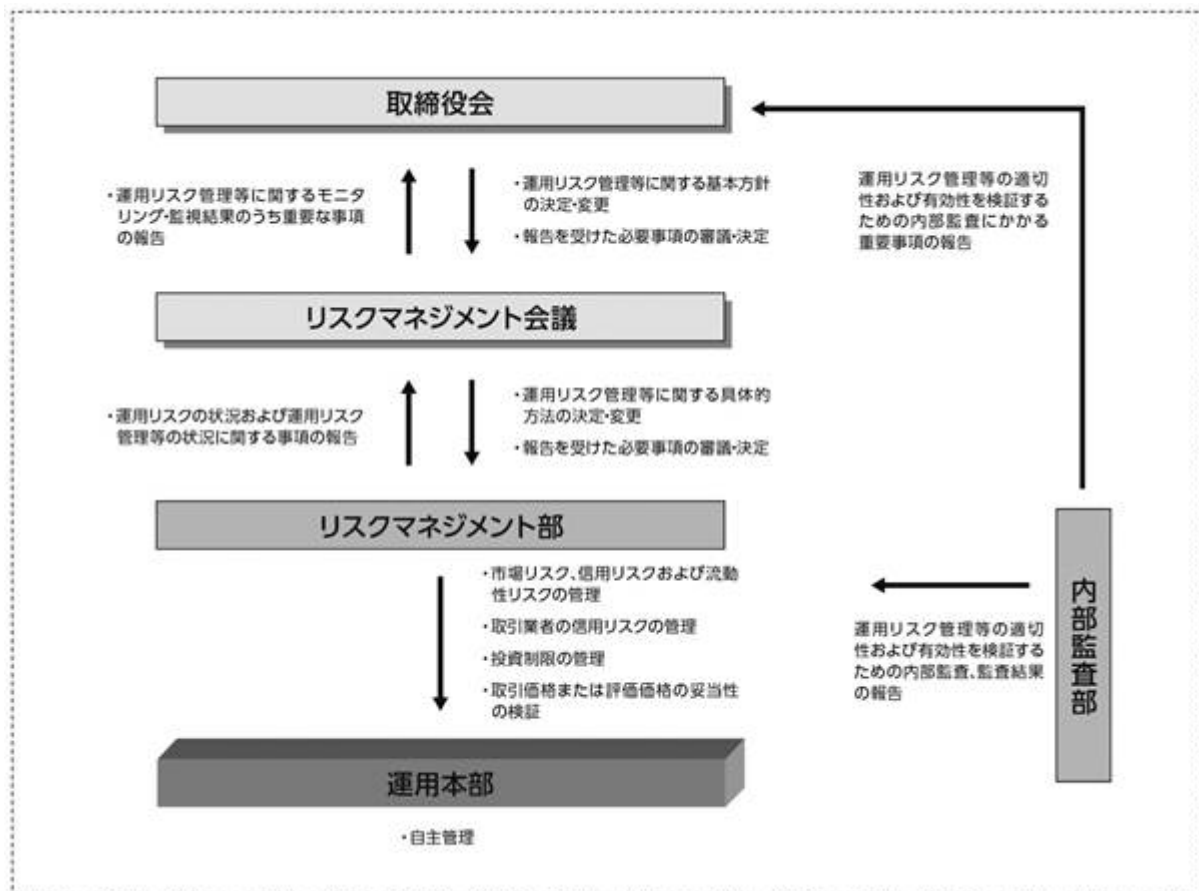 取締役会
・運用リスク管理等に関するモニタ
リング・監視結果のうち重要な事項
の報告
・運用リスク管理等に関する基本方針
の決定・変更
・報告を受けた必要事項の審議・決定
運用リスク管理等の適切
性および有効性を検証する
ための内部監査にかかる
重要事項の報告
リスクマネジメント会議
・運用リスクの状況および運用リスク
管理等の状況に関する事項の報告
・運用リスク管理等に関する具体的
方法の決定・変更
・報告を受けた必要事項の審議・決定
リスクマネジメント部
・市場リスク、信用リスクおよび流動
性リスクの管理
・取引業者の信用リスクの管理
・投資制限の管理
・取引価格または評価価格の妥当性
の検証
運用リスク管理等の適切
性および有効性を検証する
ための内部監査、監査結果
の報告
内部監査部
運用本部
・自主管理